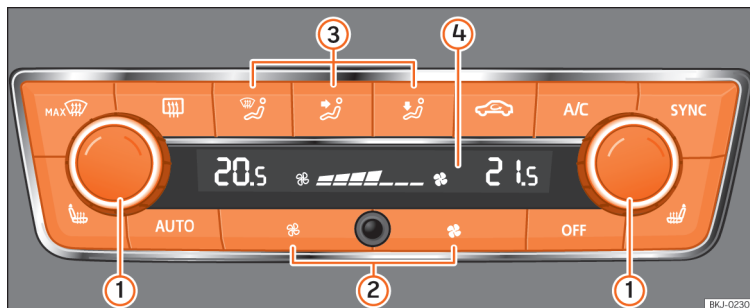 3 4
MAX A/C SYNC
20.5 21.5
AUTO OFF
1 2 1
BKJ-0230